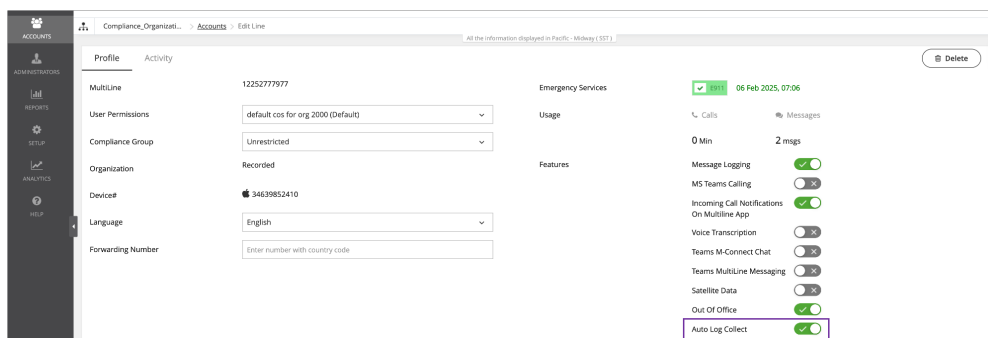 ACCOUNTS
ADMINISTRATORS
REPORTS
SETUP
ANALYTICS
HELP
Compliance_Organizati... > Accounts > Edit Line
All the information displayed in Pacific - Midway ( SST )
Profile Activity
Delete
MultiLine 12252777977
User Permissions default cos for org 2000 (Default)
Compliance Group Unrestricted
Organization Recorded
Device# 34639852410
Language English
Forwarding Number Enter number with country code
Emergency Services E911 06 Feb 2025, 07:06
Usage Calls Messages
0 Min 2 msgs
Features Message Logging
MS Teams Calling
Incoming Call Notifications
On Multiline App
Voice Transcription
Teams M-Connect Chat
Teams MultiLine Messaging
Satellite Data
Out Of Office
Auto Log Collect